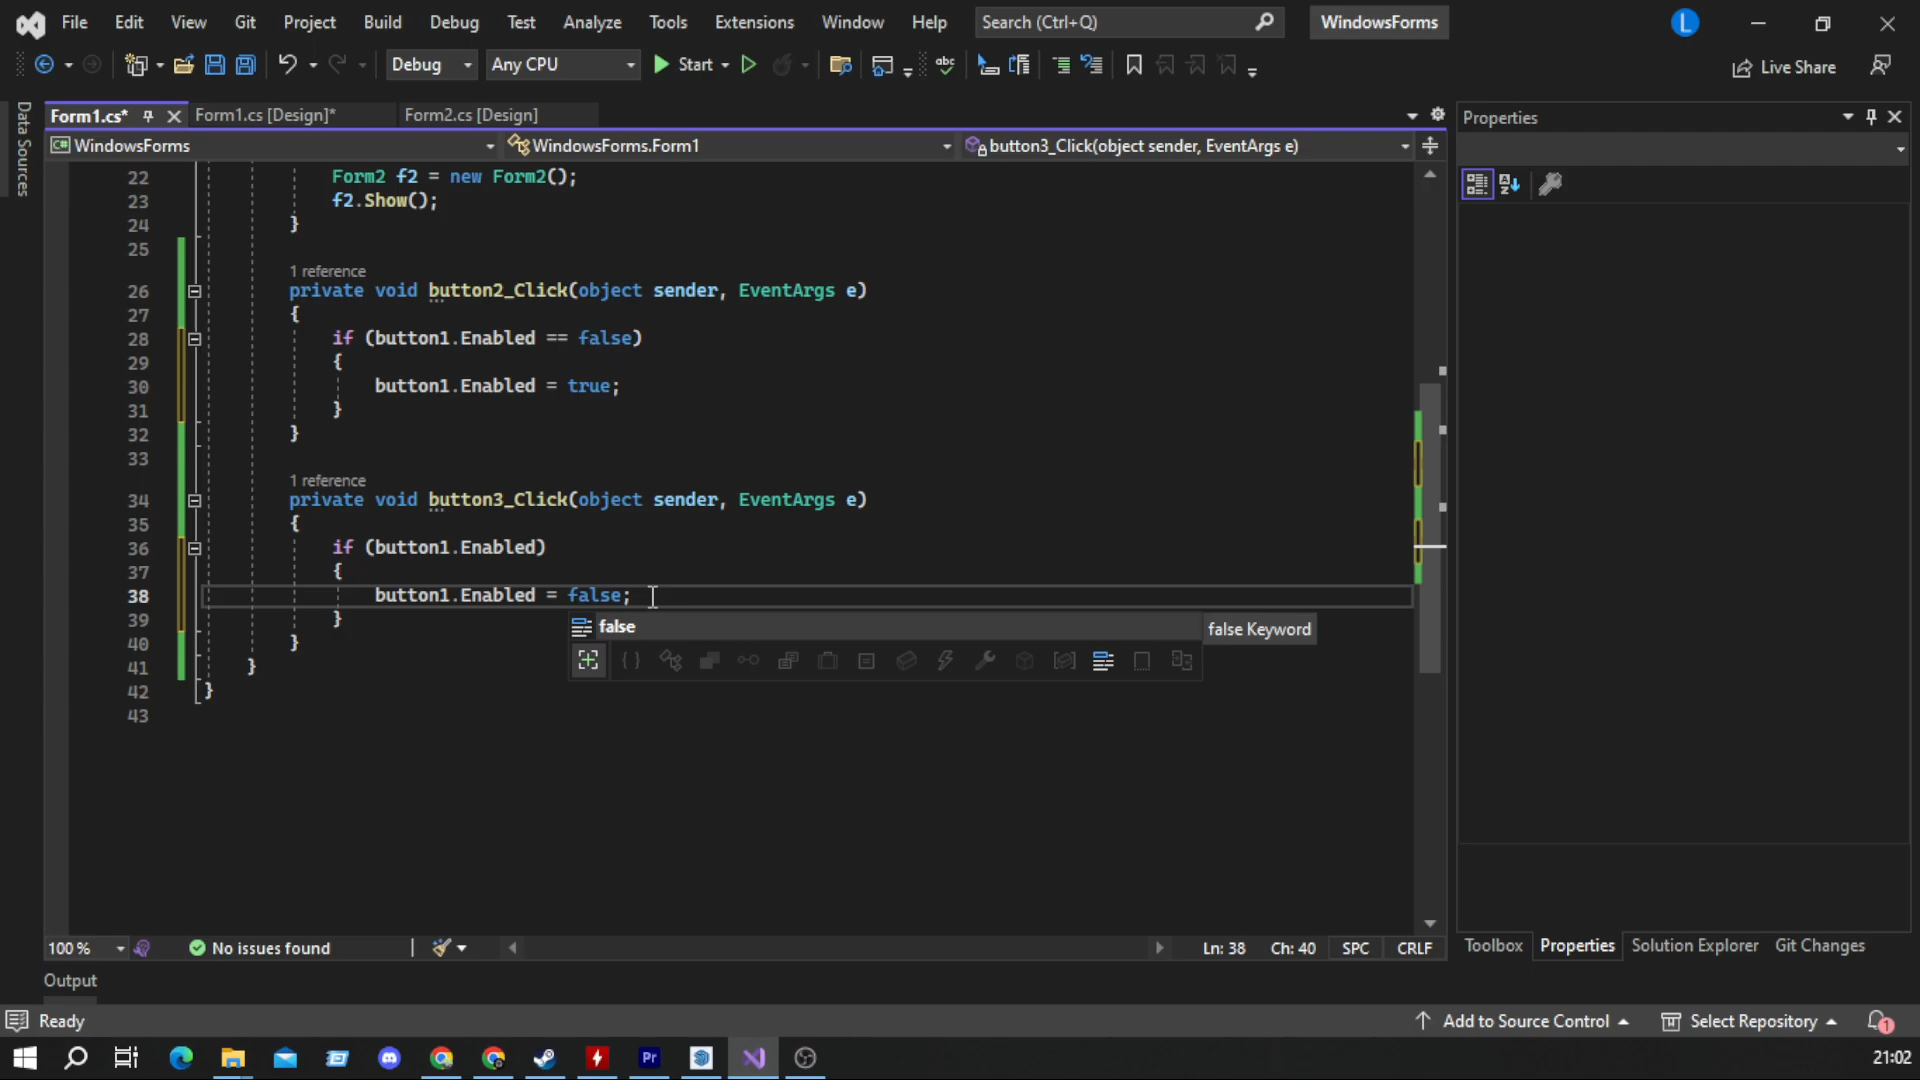 File Edit View Git Project Build Debug Test Analyze Tools Extensions Window Help Search (Ctrl+Q) WindowsForms L
Debug Any CPU Start Live Share
Data Sources
Form1.cs* Form1.cs [Design]* Form2.cs [Design]
WindowsForms WindowsForms.Form1 button3_Click(object sender, EventArgs e)
22 Form2 f2 = new Form2();
23 f2.Show();
24 }
25
1 reference
26 private void button2_Click(object sender, EventArgs e)
27 {
28 if (button1.Enabled == false)
29 {
30 button1.Enabled = true;
31 }
32 }
33
1 reference
34 private void button3_Click(object sender, EventArgs e)
35 {
36 if (button1.Enabled)
37 {
38 button1.Enabled = false;
39 }
false
false Keyword
40 }
41 }
42 }
43
100 % No issues found Ln: 38 Ch: 40 SPC CRLF
Properties
Toolbox Properties Solution Explorer Git Changes
Output
Ready Add to Source Control Select Repository 1
Pr 21:02